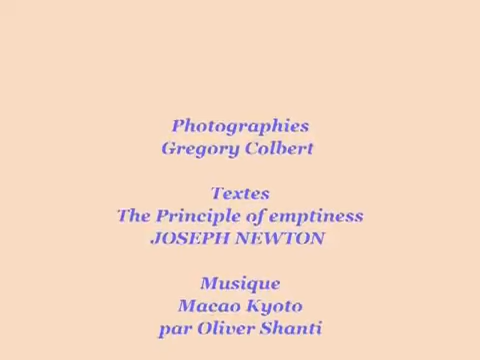 Photographies
Gregory Colbert
Textes
The Principle of emptiness
JOSEPH NEWTON
Musique
Macao Kyoto
par Oliver Shanti